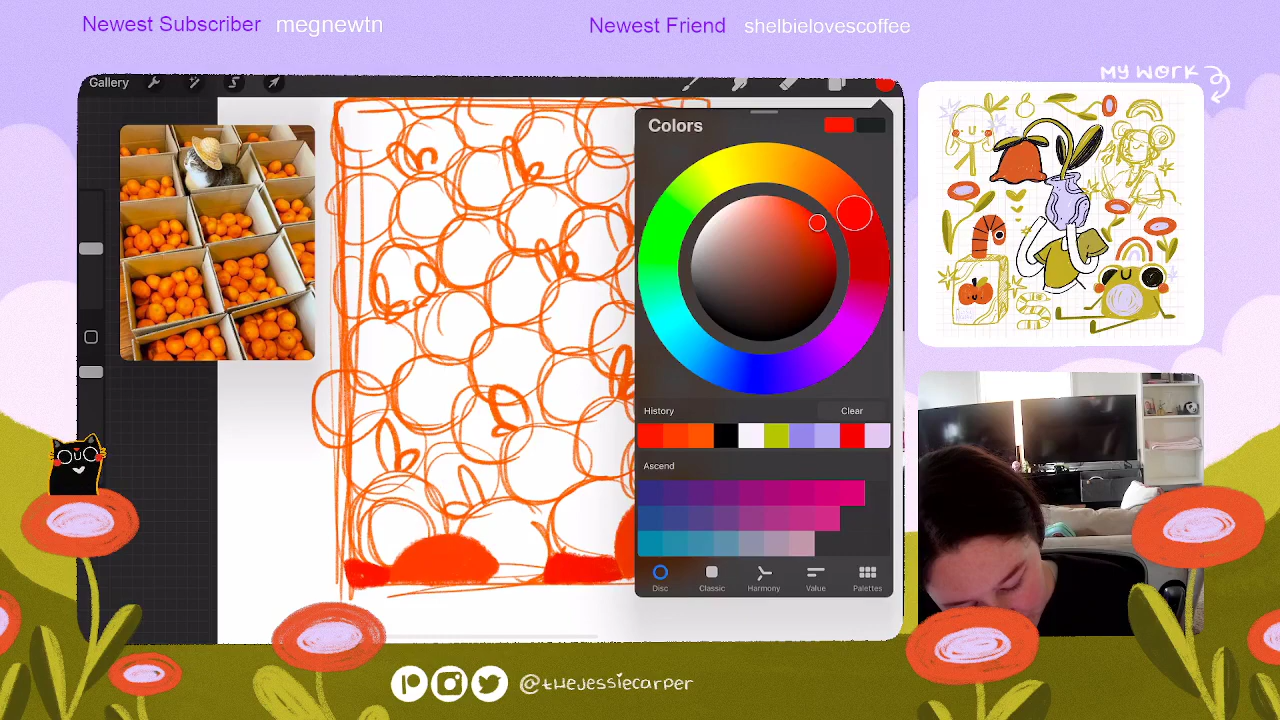 Newest Subscriber megnewtn
Newest Friend shelbielovescoffee
MY WORK
Gallery
Colors
History
Clear
Ascend
Disc
Classic
Harmony
Value
Palettes
@theJessiecarper